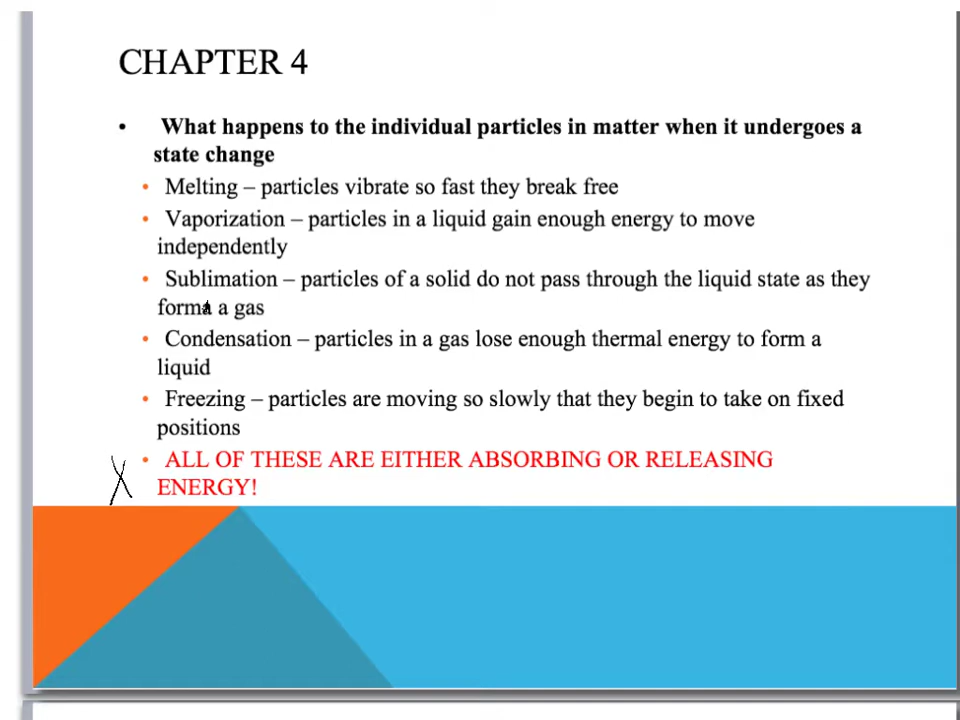 CHAPTER 4
• What happens to the individual particles in matter when it undergoes a
state change
• Melting – particles vibrate so fast they break free
• Vaporization – particles in a liquid gain enough energy to move
independently
• Sublimation – particles of a solid do not pass through the liquid state as they
forma a gas
• Condensation – particles in a gas lose enough thermal energy to form a
liquid
• Freezing – particles are moving so slowly that they begin to take on fixed
positions
• ALL OF THESE ARE EITHER ABSORBING OR RELEASING
X ENERGY!